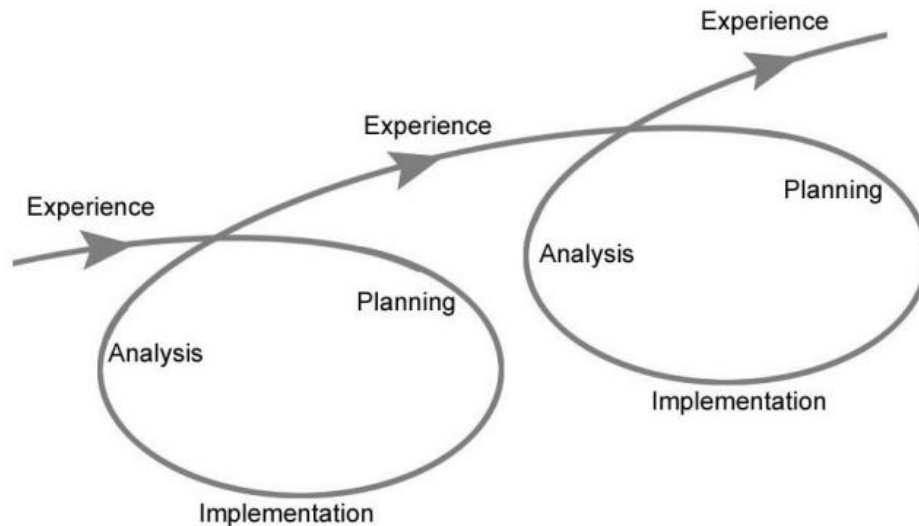 Experience
Experience
Experience
Planning
Analysis
Planning
Analysis
Implementation
Implementation